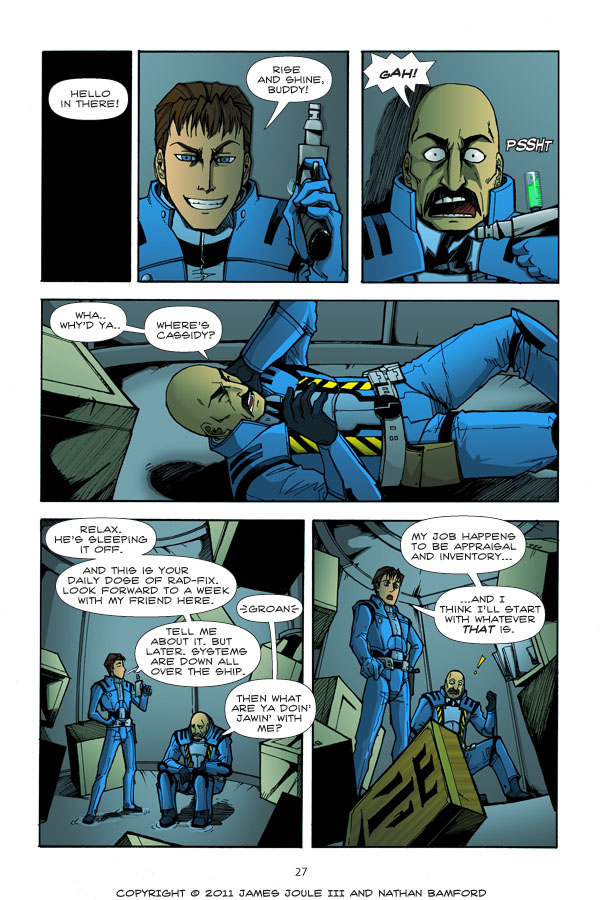 HELLO
IN THERE!
RISE
AND SHINE,
BUDDY!
GAH!
PSSHT
WHA..
WHY'D YA..
WHERE'S
CASSIDY?
RELAX.
HE'S SLEEPING
IT OFF.
AND THIS IS YOUR
DAILY DOSE OF RAD-FIX.
LOOK FORWARD TO A WEEK
WITH MY FRIEND HERE.
GROAN
TELL ME
ABOUT IT. BUT
LATER. SYSTEMS
ARE DOWN ALL
OVER THE SHIP.
THEN WHAT
ARE YA DOIN'
JAWIN' WITH
ME?
MY JOB HAPPENS
TO BE APPRAISAL
AND INVENTORY...
...AND I
THINK I'LL START
WITH WHATEVER
THAT IS.
!
27
COPYRIGHT © 2011 JAMES JOULE III AND NATHAN BAMFORD